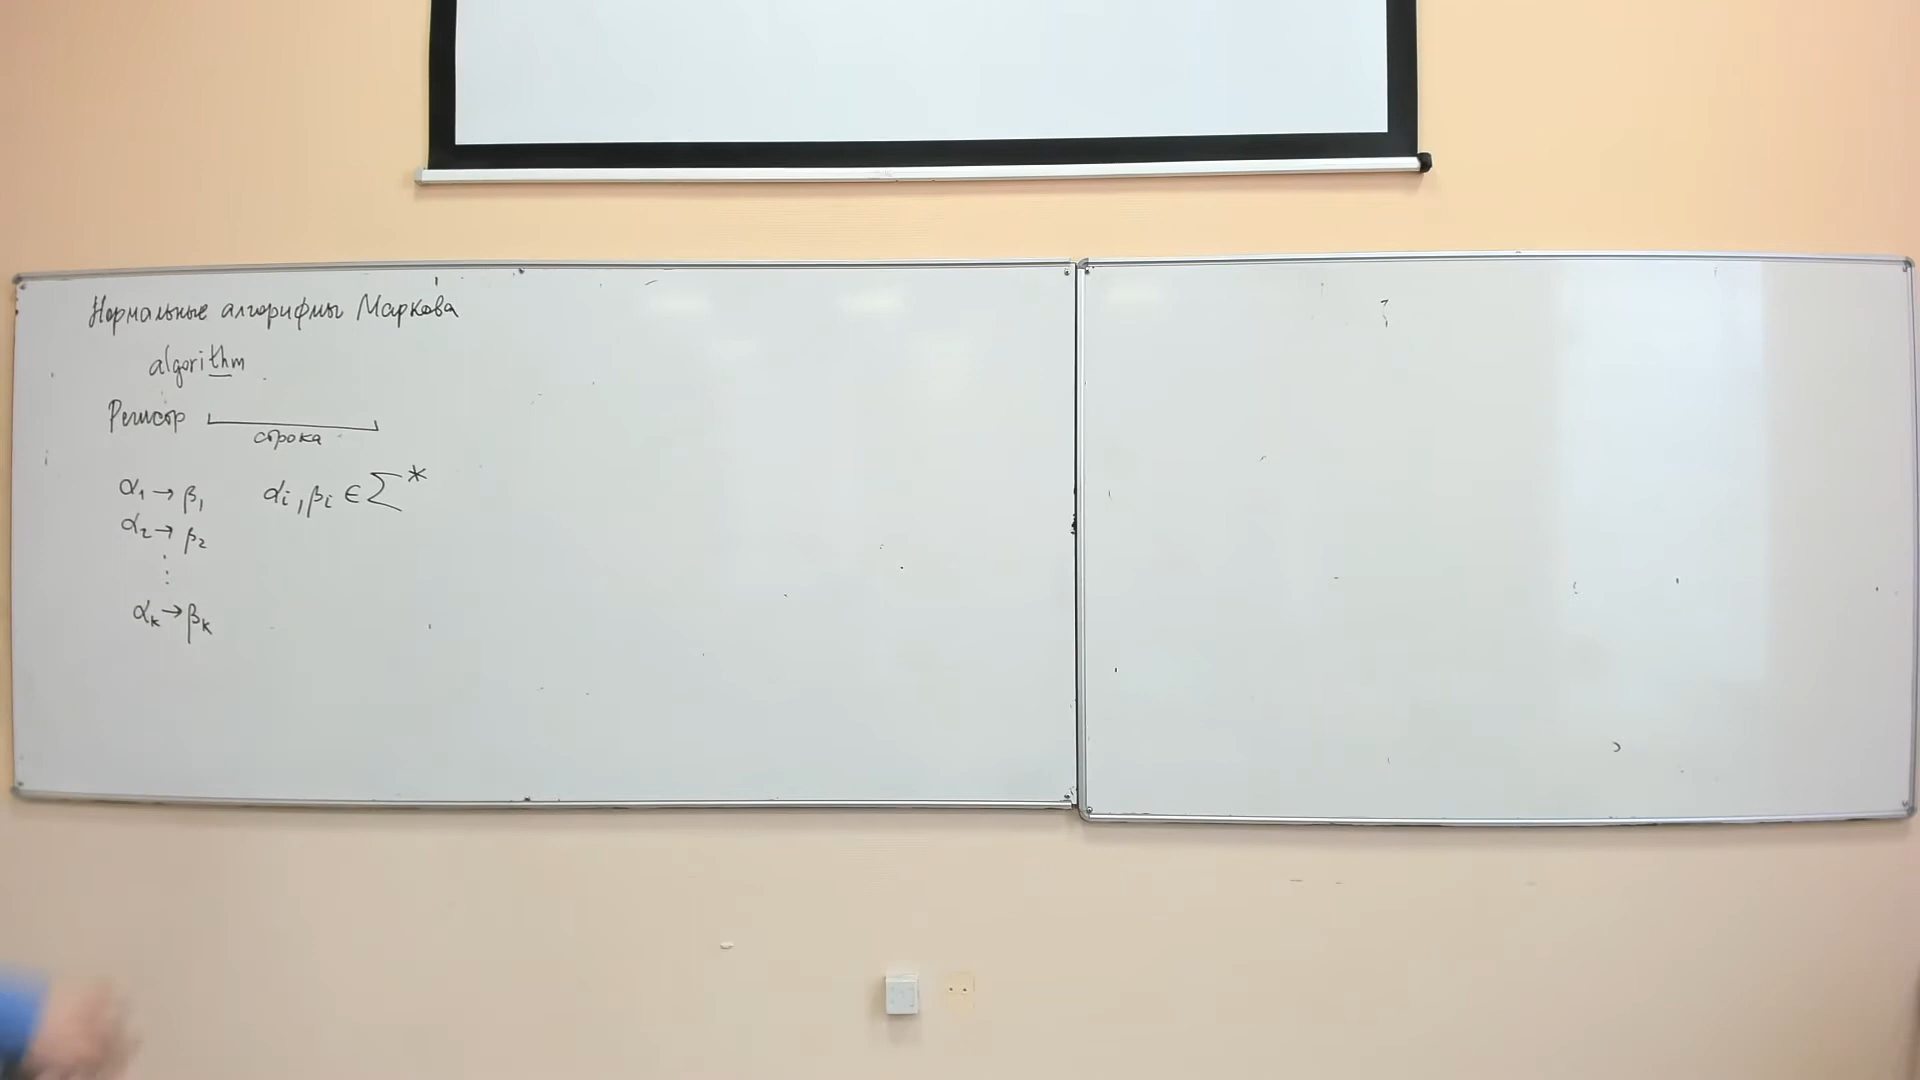 Нормальные алгорифмы Маркова
algorithm
Регистр
строка
α₁ → β₁ αᵢ, βᵢ ∈ Σ*
α₂ → β₂
⋮
αₖ → βₖ